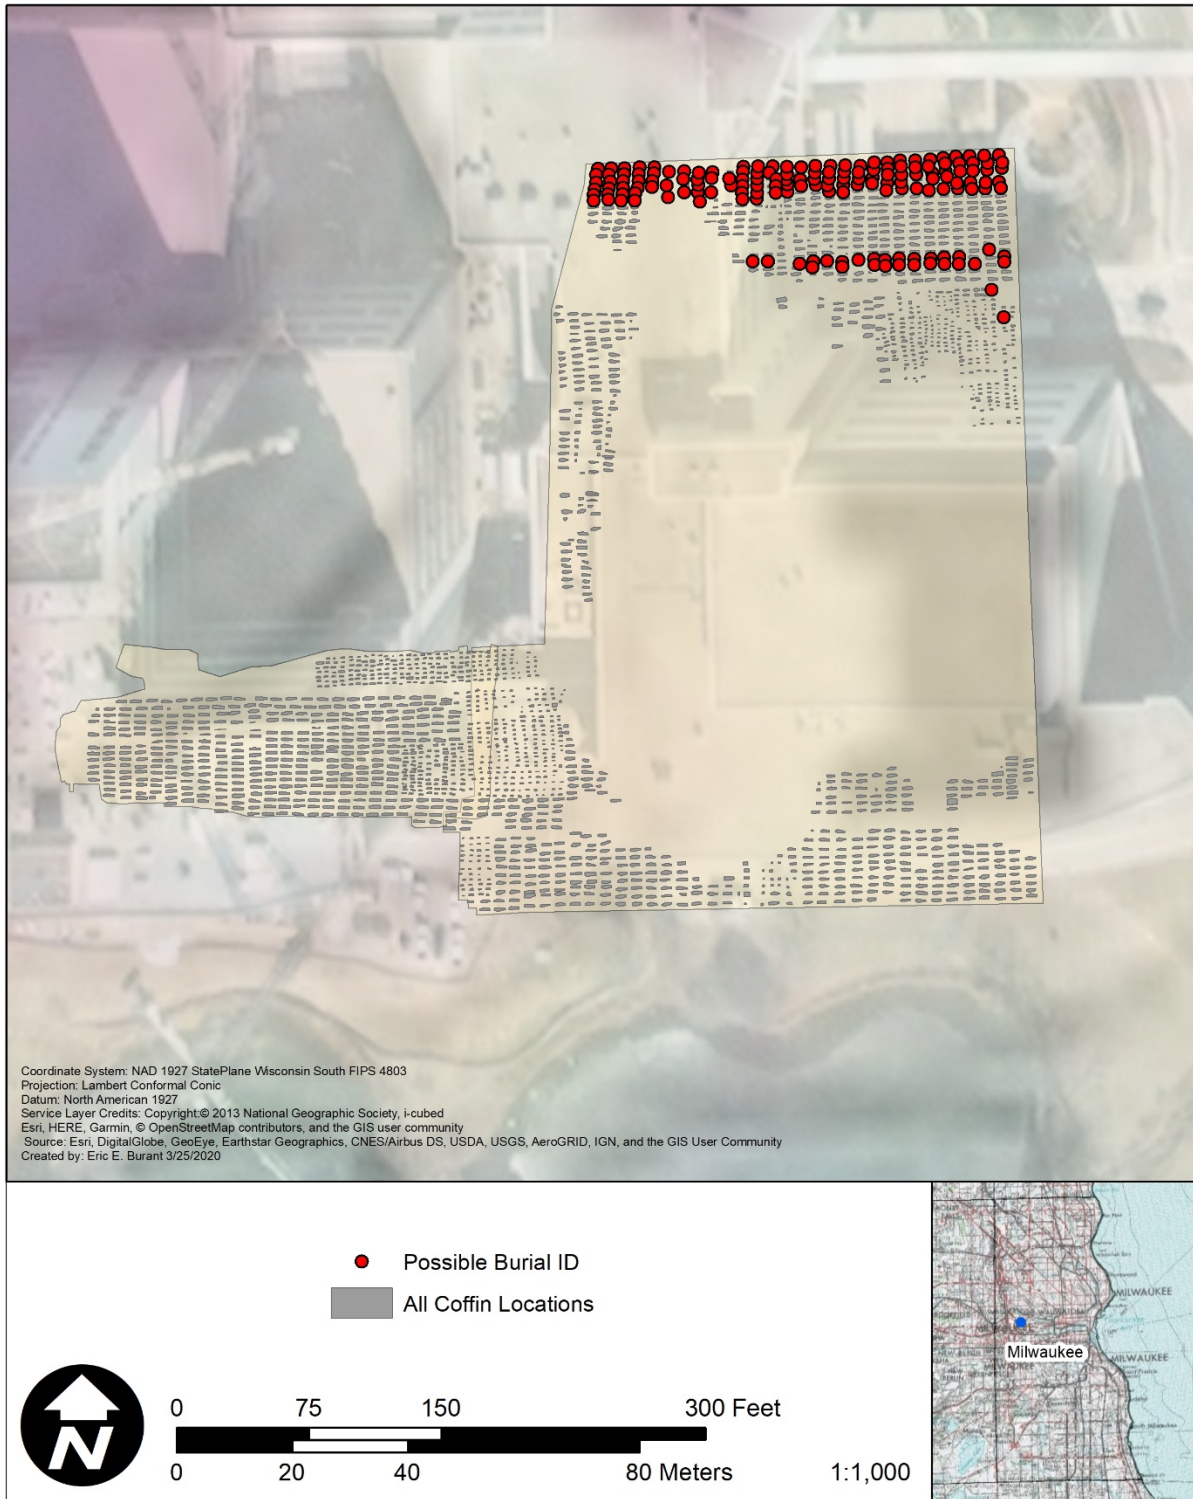 Coordinate System: NAD 1927 StatePlane Wisconsin South FIPS 4803
Projection: Lambert Conformal Conic
Datum: North American 1927
Service Layer Credits: Copyright:© 2013 National Geographic Society, i-cubed
Esri, HERE, Garmin, © OpenStreetMap contributors, and the GIS user community
Source: Esri, DigitalGlobe, GeoEye, Earthstar Geographics, CNES/Airbus DS, USDA, USGS, AeroGRID, IGN, and the GIS User Community
Created by: Eric E. Burant 3/25/2020
Possible Burial ID
All Coffin Locations
N
0 75 150 300 Feet
0 20 40 80 Meters
1:1,000
MILWAUKEE
Milwaukee
MILWAUKEE